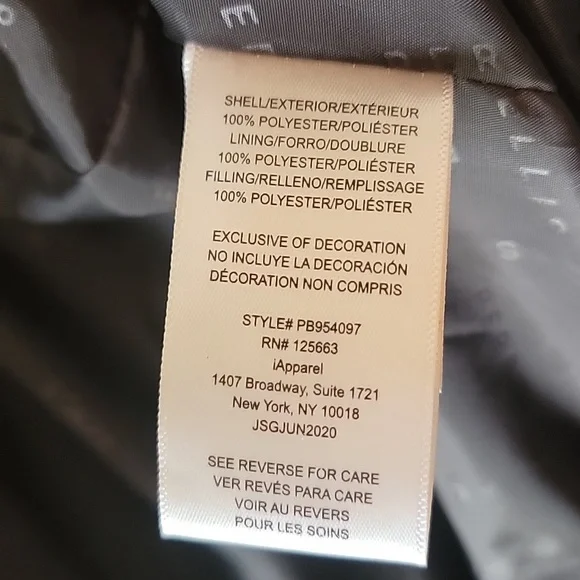 SHELL/EXTERIOR/EXTÉRIEUR
100% POLYESTER/POLIÉSTER
LINING/FORRO/DOUBLURE
100% POLYESTER/POLIÉSTER
FILLING/RELLENO/REMPLISSAGE
100% POLYESTER/POLIÉSTER
EXCLUSIVE OF DECORATION
NO INCLUYE LA DECORACIÓN
DÉCORATION NON COMPRIS
STYLE# PB954097
RN# 125663
iApparel
1407 Broadway, Suite 1721
New York, NY 10018
JSGJUN2020
SEE REVERSE FOR CARE
VER REVÉS PARA CARE
VOIR AU REVERS
POUR LES SOINS